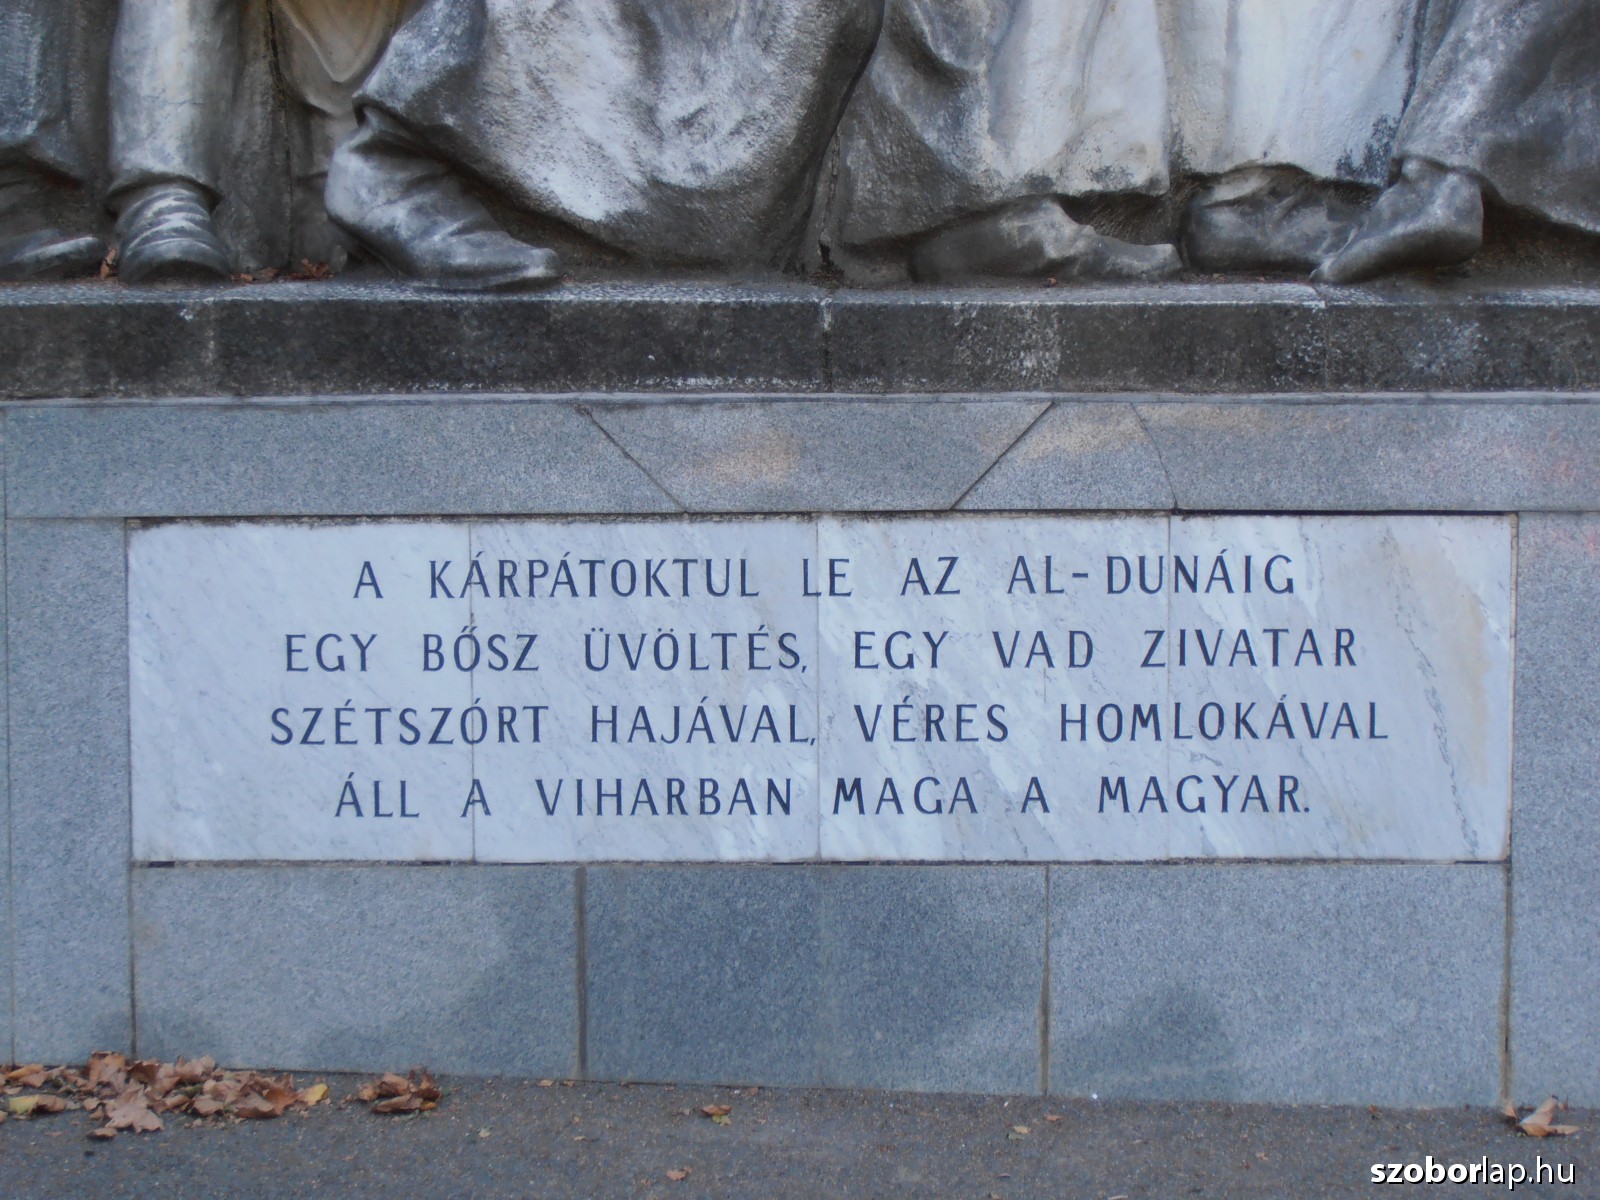 A KÁRPÁTOKTUL LE AZ AL-DUNÁIG
EGY BŐSZ ÜVÖLTÉS, EGY VAD ZIVATAR
SZÉTSZÓRT HAJÁVAL, VÉRES HOMLOKÁVAL
ÁLL A VIHARBAN MAGA A MAGYAR.
szoborlap.hu